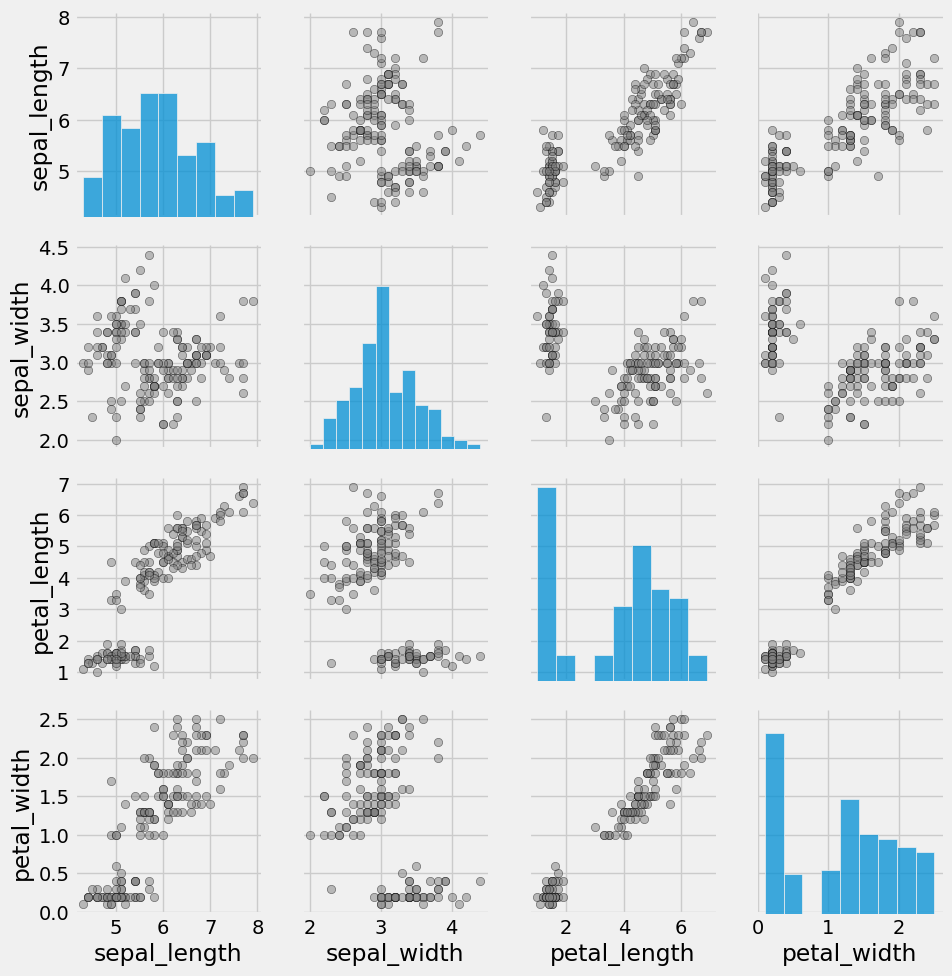 8
7
6
5
sepal_length
4.5
4.0
3.5
3.0
2.5
2.0
sepal_width
7
6
5
4
3
2
1
petal_length
2.5
2.0
1.5
1.0
0.5
0.0
petal_width
5 6 7 8
sepal_length
2 3 4
sepal_width
2 4 6
petal_length
0 1 2
petal_width